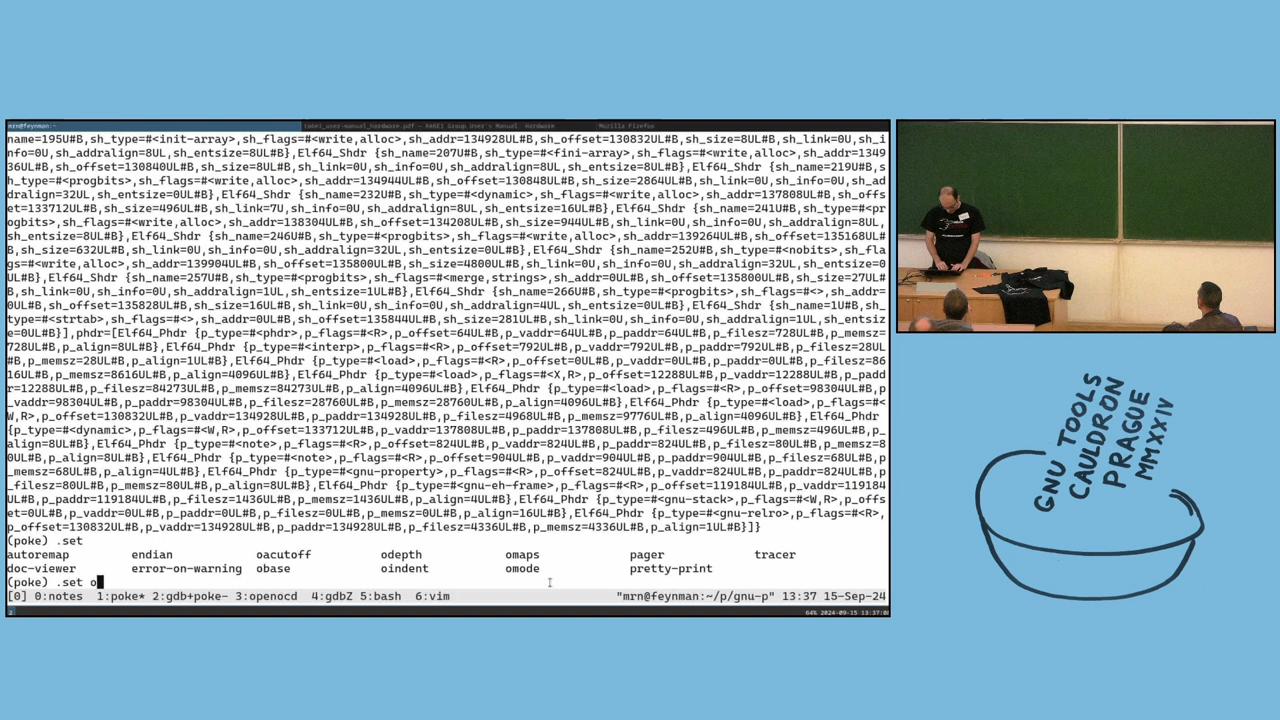 mrn@feynman:~
rabe1_user-manual_hardware.pdf — RABE1 Group User's Manual Hardware
Mozilla Firefox
name=195U#B,sh_type=#<init-array>,sh_flags=#<write,alloc>,sh_addr=134928UL#B,sh_offset=130832UL#B,sh_size=8UL#B,sh_link=0U,sh_i
nfo=0U,sh_addralign=8UL,sh_entsize=8UL#B},Elf64_Shdr {sh_name=207U#B,sh_type=#<fini-array>,sh_flags=#<write,alloc>,sh_addr=1349
36UL#B,sh_offset=130840UL#B,sh_size=8UL#B,sh_link=0U,sh_info=0U,sh_addralign=8UL,sh_entsize=8UL#B},Elf64_Shdr {sh_name=219U#B,s
h_type=#<progbits>,sh_flags=#<write,alloc>,sh_addr=134944UL#B,sh_offset=130848UL#B,sh_size=2864UL#B,sh_link=0U,sh_info=0U,sh_ad
dralign=32UL,sh_entsize=0UL#B},Elf64_Shdr {sh_name=232U#B,sh_type=#<dynamic>,sh_flags=#<write,alloc>,sh_addr=137808UL#B,sh_offs
et=133712UL#B,sh_size=496UL#B,sh_link=7U,sh_info=0U,sh_addralign=8UL,sh_entsize=16UL#B},Elf64_Shdr {sh_name=241U#B,sh_type=#<pr
ogbits>,sh_flags=#<write,alloc>,sh_addr=138304UL#B,sh_offset=134208UL#B,sh_size=944UL#B,sh_link=0U,sh_info=0U,sh_addralign=8UL,
sh_entsize=8UL#B},Elf64_Shdr {sh_name=246U#B,sh_type=#<progbits>,sh_flags=#<write,alloc>,sh_addr=139264UL#B,sh_offset=135168UL#
B,sh_size=632UL#B,sh_link=0U,sh_info=0U,sh_addralign=32UL,sh_entsize=0UL#B},Elf64_Shdr {sh_name=252U#B,sh_type=#<nobits>,sh_fla
gs=#<write,alloc>,sh_addr=139904UL#B,sh_offset=135800UL#B,sh_size=4800UL#B,sh_link=0U,sh_info=0U,sh_addralign=32UL,sh_entsize=0
UL#B},Elf64_Shdr {sh_name=257U#B,sh_type=#<progbits>,sh_flags=#<merge,strings>,sh_addr=0UL#B,sh_offset=135800UL#B,sh_size=27UL#
B,sh_link=0U,sh_info=0U,sh_addralign=1UL,sh_entsize=1UL#B},Elf64_Shdr {sh_name=266U#B,sh_type=#<progbits>,sh_flags=#<>,sh_addr=
0UL#B,sh_offset=135828UL#B,sh_size=16UL#B,sh_link=0U,sh_info=0U,sh_addralign=4UL,sh_entsize=0UL#B},Elf64_Shdr {sh_name=1U#B,sh_
type=#<strtab>,sh_flags=#<>,sh_addr=0UL#B,sh_offset=135844UL#B,sh_size=281UL#B,sh_link=0U,sh_info=0U,sh_addralign=1UL,sh_entsiz
e=0UL#B}],phdr=[Elf64_Phdr {p_type=#<phdr>,p_flags=#<R>,p_offset=64UL#B,p_vaddr=64UL#B,p_paddr=64UL#B,p_filesz=728UL#B,p_memsz=
728UL#B,p_align=8UL#B},Elf64_Phdr {p_type=#<interp>,p_flags=#<R>,p_offset=792UL#B,p_vaddr=792UL#B,p_paddr=792UL#B,p_filesz=28UL
#B,p_memsz=28UL#B,p_align=1UL#B},Elf64_Phdr {p_type=#<load>,p_flags=#<R>,p_offset=0UL#B,p_vaddr=0UL#B,p_paddr=0UL#B,p_filesz=86
16UL#B,p_memsz=8616UL#B,p_align=4096UL#B},Elf64_Phdr {p_type=#<load>,p_flags=#<X,R>,p_offset=12288UL#B,p_vaddr=12288UL#B,p_padd
r=12288UL#B,p_filesz=84273UL#B,p_memsz=84273UL#B,p_align=4096UL#B},Elf64_Phdr {p_type=#<load>,p_flags=#<R>,p_offset=98304UL#B,p
_vaddr=98304UL#B,p_paddr=98304UL#B,p_filesz=28760UL#B,p_memsz=28760UL#B,p_align=4096UL#B},Elf64_Phdr {p_type=#<load>,p_flags=#<
W,R>,p_offset=130832UL#B,p_vaddr=134928UL#B,p_paddr=134928UL#B,p_filesz=4968UL#B,p_memsz=9776UL#B,p_align=4096UL#B},Elf64_Phdr
{p_type=#<dynamic>,p_flags=#<W,R>,p_offset=133712UL#B,p_vaddr=137808UL#B,p_paddr=137808UL#B,p_filesz=496UL#B,p_memsz=496UL#B,p_
align=8UL#B},Elf64_Phdr {p_type=#<note>,p_flags=#<R>,p_offset=824UL#B,p_vaddr=824UL#B,p_paddr=824UL#B,p_filesz=80UL#B,p_memsz=8
0UL#B,p_align=8UL#B},Elf64_Phdr {p_type=#<note>,p_flags=#<R>,p_offset=904UL#B,p_vaddr=904UL#B,p_paddr=904UL#B,p_filesz=68UL#B,p
_memsz=68UL#B,p_align=4UL#B},Elf64_Phdr {p_type=#<gnu-property>,p_flags=#<R>,p_offset=824UL#B,p_vaddr=824UL#B,p_paddr=824UL#B,p
_filesz=80UL#B,p_memsz=80UL#B,p_align=8UL#B},Elf64_Phdr {p_type=#<gnu-eh-frame>,p_flags=#<R>,p_offset=119184UL#B,p_vaddr=119184
UL#B,p_paddr=119184UL#B,p_filesz=1436UL#B,p_memsz=1436UL#B,p_align=4UL#B},Elf64_Phdr {p_type=#<gnu-stack>,p_flags=#<W,R>,p_offs
et=0UL#B,p_vaddr=0UL#B,p_paddr=0UL#B,p_filesz=0UL#B,p_memsz=0UL#B,p_align=16UL#B},Elf64_Phdr {p_type=#<gnu-relro>,p_flags=#<R>,
p_offset=130832UL#B,p_vaddr=134928UL#B,p_paddr=134928UL#B,p_filesz=4336UL#B,p_memsz=4336UL#B,p_align=1UL#B}]}
(poke) .set
autoremap endian oacutoff odepth omaps pager tracer
doc-viewer error-on-warning obase oindent omode pretty-print
(poke) .set o
[0] 0:notes 1:poke* 2:gdb+poke- 3:openocd 4:gdbZ 5:bash 6:vim "mrn@feynman:~/p/gnu-p" 13:37 15-Sep-24
2 64% 2024-09-15 13:37:0
GNU TOOLS
CAULDRON
PRAGUE
MMXXIV